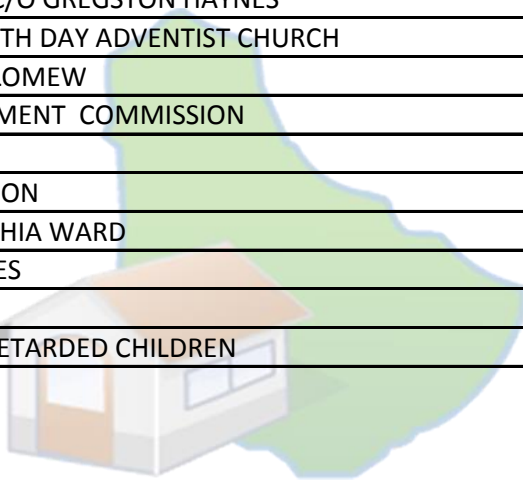 C/O GREGSTON HAYNES
TH DAY ADVENTIST CHURCH
LOMEW
MENT COMMISSION
ON
HIA WARD
ES
ETARDED CHILDREN